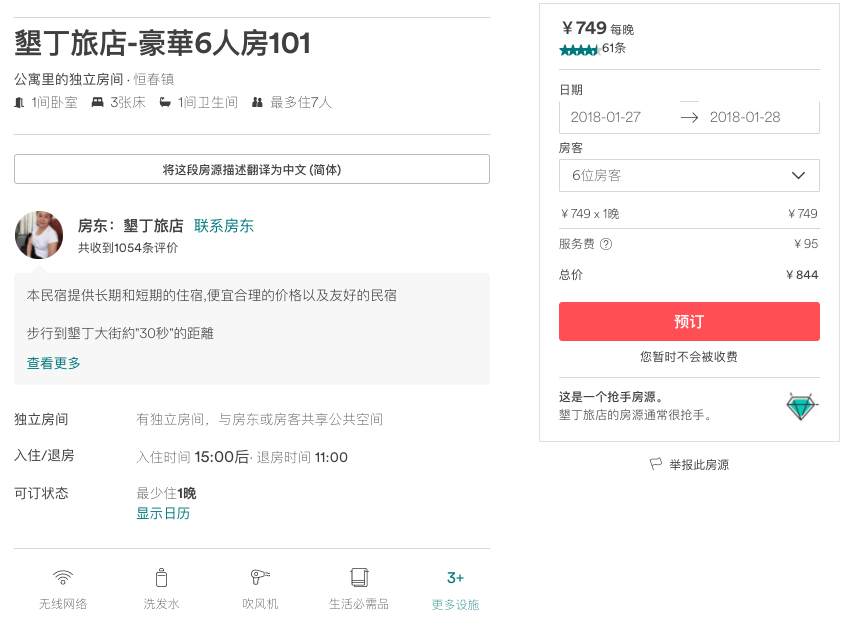 墾丁旅店-豪華6人房101
公寓里的独立房间 · 恒春镇
1间卧室 3张床 1间卫生间 最多住7人
将这段房源描述翻译为中文 (简体)
房东： 墾丁旅店 联系房东
共收到1054条评价
本民宿提供长期和短期的住宿,便宜合理的价格以及友好的民宿
步行到墾丁大街約"30秒"的距離
查看更多
独立房间 有独立房间，与房东或房客共享公共空间
入住/退房 入住时间 15:00后 · 退房时间 11:00
可订状态 最少住1晚
显示日历
无线网络 洗发水 吹风机 生活必需品 3+ 更多设施
￥749 每晚
61条
日期
2018-01-27 → 2018-01-28
房客
6位房客
￥749 x 1晚 ￥749
服务费 ? ￥95
总价 ￥844
预订
您暂时不会被收费
这是一个抢手房源。
墾丁旅店的房源通常很抢手。
举报此房源